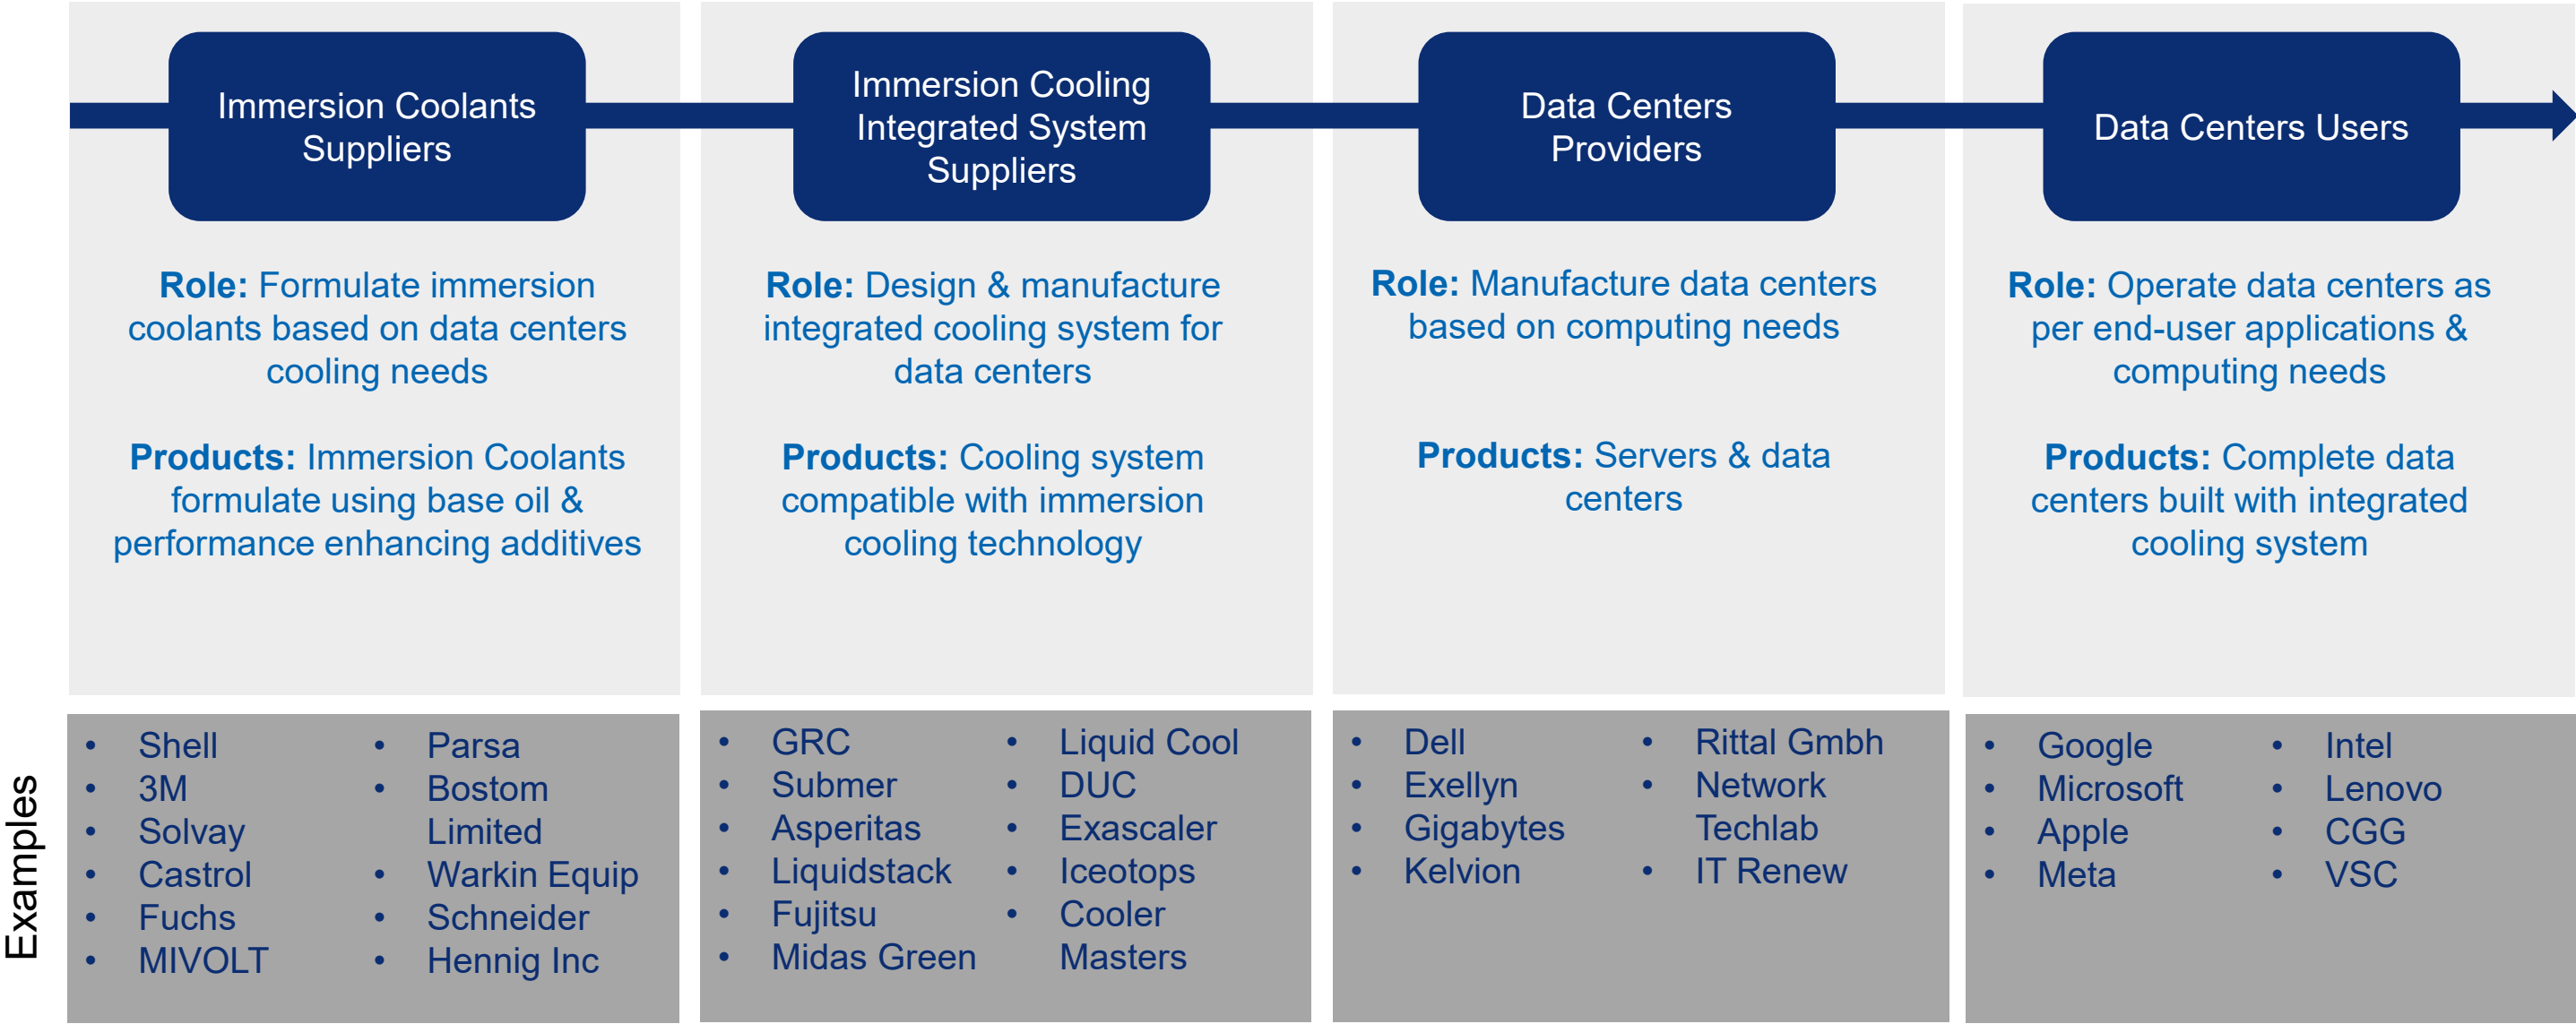 Immersion Coolants
Suppliers
Role: Formulate immersion
coolants based on data centers
cooling needs
Products: Immersion Coolants
formulate using base oil &
performance enhancing additives
Immersion Cooling
Integrated System
Suppliers
Role: Design & manufacture
integrated cooling system for
data centers
Products: Cooling system
compatible with immersion
cooling technology
Data Centers
Providers
Role: Manufacture data centers
based on computing needs
Products: Servers & data
centers
Data Centers Users
Role: Operate data centers as
per end-user applications &
computing needs
Products: Complete data
centers built with integrated
cooling system
Examples
• Shell
• 3M
• Solvay
• Castrol
• Fuchs
• MIVOLT
• Parsa
• Bostom
Limited
• Warkin Equip
• Schneider
• Hennig Inc
• GRC
• Submer
• Asperitas
• Liquidstack
• Fujitsu
• Midas Green
• Liquid Cool
• DUC
• Exascaler
• Iceotops
• Cooler
Masters
• Dell
• Exellyn
• Gigabytes
• Kelvion
• Rittal Gmbh
• Network
Techlab
• IT Renew
• Google
• Microsoft
• Apple
• Meta
• Intel
• Lenovo
• CGG
• VSC